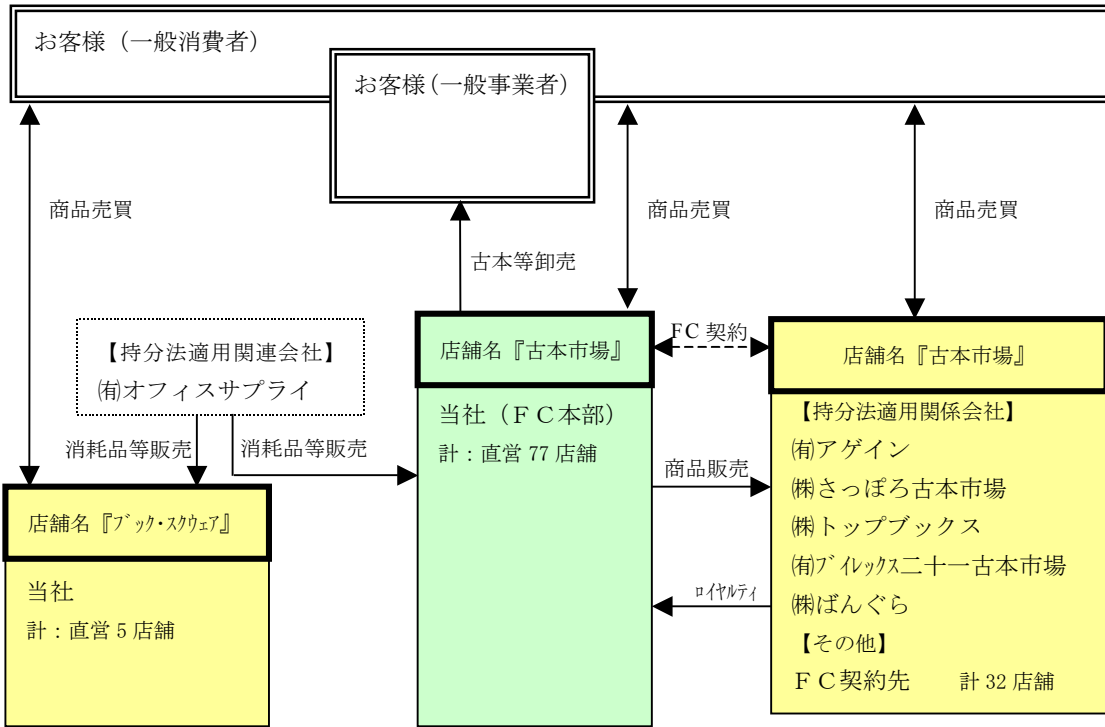 お客様（一般消費者）
お客様（一般事業者）
商品売買
商品売買
商品売買
古本等卸売
【持分法適用関連会社】
㈲オフィスサプライ
消耗品等販売
消耗品等販売
店舗名『ﾌﾞｯｸ･ｽｸｳｪｱ』
当社
計：直営 5 店舗
店舗名『古本市場』
当社（ＦＣ本部）
計：直営 77 店舗
FC 契約
商品販売
ﾛｲﾔﾙﾃｨ
店舗名『古本市場』
【持分法適用関係会社】
㈲アゲイン
㈱さっぽろ古本市場
㈱トップブックス
㈲ﾌﾞｲﾚｯｸｽ二十一古本市場
㈱ばんぐら
【その他】
ＦＣ契約先　計 32 店舗